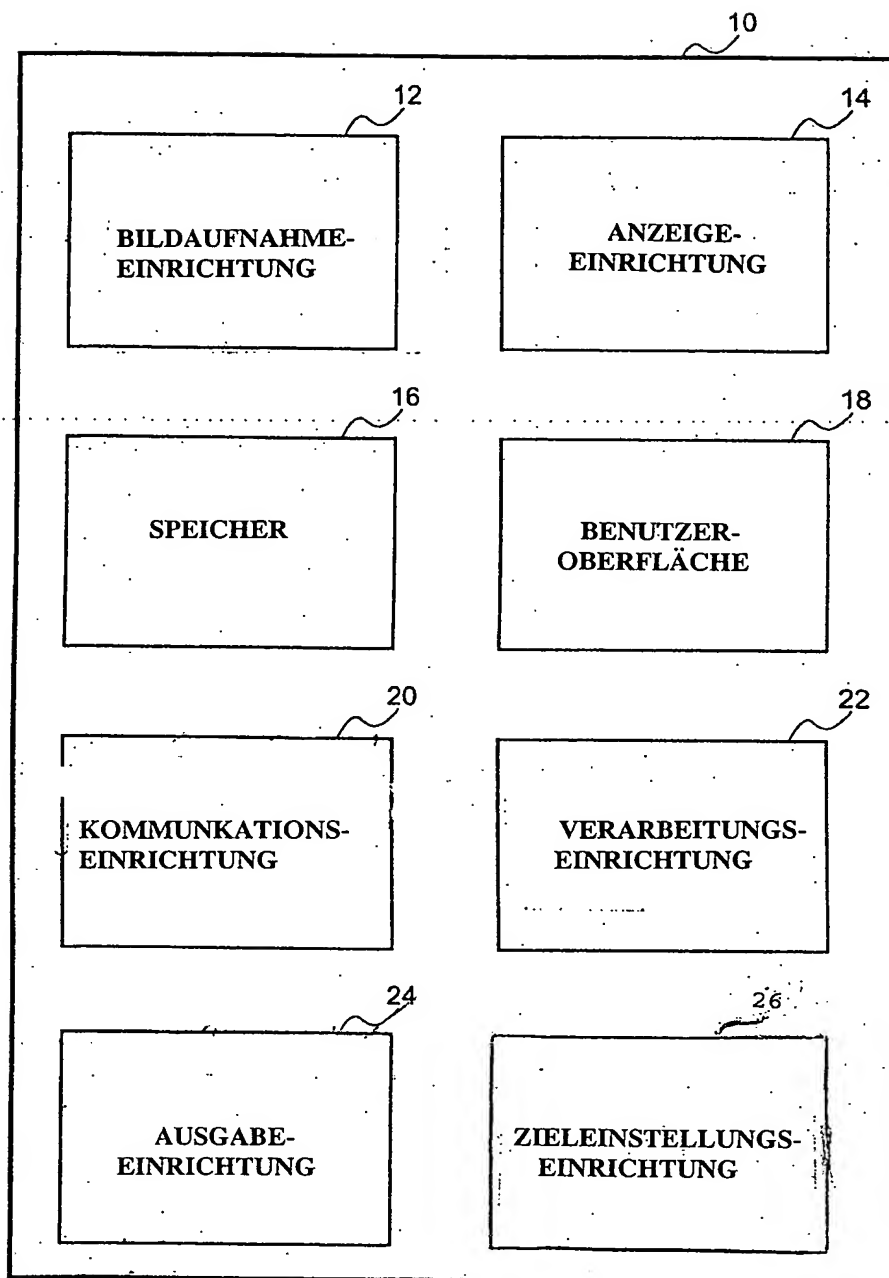 10
12
14
BILDAUFNAHME-
EINRICHTUNG
ANZEIGE-
EINRICHTUNG
16
18
SPEICHER
BENUTZER-
OBERFLÄCHE
20
22
KOMMUNKATIONS-
EINRICHTUNG
VERARBEITUNGS-
EINRICHTUNG
24
26
AUSGABE-
EINRICHTUNG
ZIELEINSTELLUNGS-
EINRICHTUNG